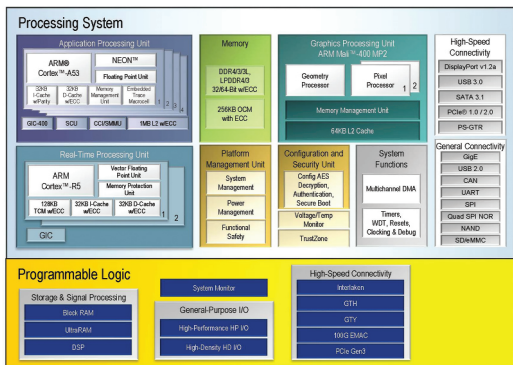 Processing System
Application Processing Unit
ARM®
Cortex™-A53
NEON™
Floating Point Unit
32KB
I-Cache
w/Parity
32KB
D-Cache
w/ECC
Memory
Management
Unit
Embedded
Trace
Macrocell
1
2
3
4
GIC-400
SCU
CCI/SMMU
1MB L2 w/ECC
Memory
DDR4/3/3L,
LPDDR4/3
32/64-Bit w/ECC
256KB OCM
with ECC
Graphics Processing Unit
ARM Mali™-400 MP2
Geometry
Processor
Pixel
Processor
1
2
Memory Management Unit
64KB L2 Cache
High-Speed
Connectivity
DisplayPort v1.2a
USB 3.0
SATA 3.1
PCIe® 1.0 / 2.0
PS-GTR
Real-Time Processing Unit
ARM
Cortex™-R5
Vector Floating
Point Unit
Memory Protection
Unit
128KB
TCM w/ECC
32KB I-Cache
w/ECC
32KB D-Cache
w/ECC
1
2
GIC
Platform
Management Unit
System
Management
Power
Management
Functional
Safety
Configuration and
Security Unit
Config AES
Decryption,
Authentication,
Secure Boot
Voltage/Temp
Monitor
TrustZone
System
Functions
Multichannel DMA
Timers,
WDT, Resets,
Clocking & Debug
General Connectivity
GigE
USB 2.0
CAN
UART
SPI
Quad SPI NOR
NAND
SD/eMMC
Programmable Logic
Storage & Signal Processing
Block RAM
UltraRAM
DSP
System Monitor
General-Purpose I/O
High-Performance HP I/O
High-Density HD I/O
High-Speed Connectivity
Interlaken
GTH
GTY
100G EMAC
PCIe Gen3